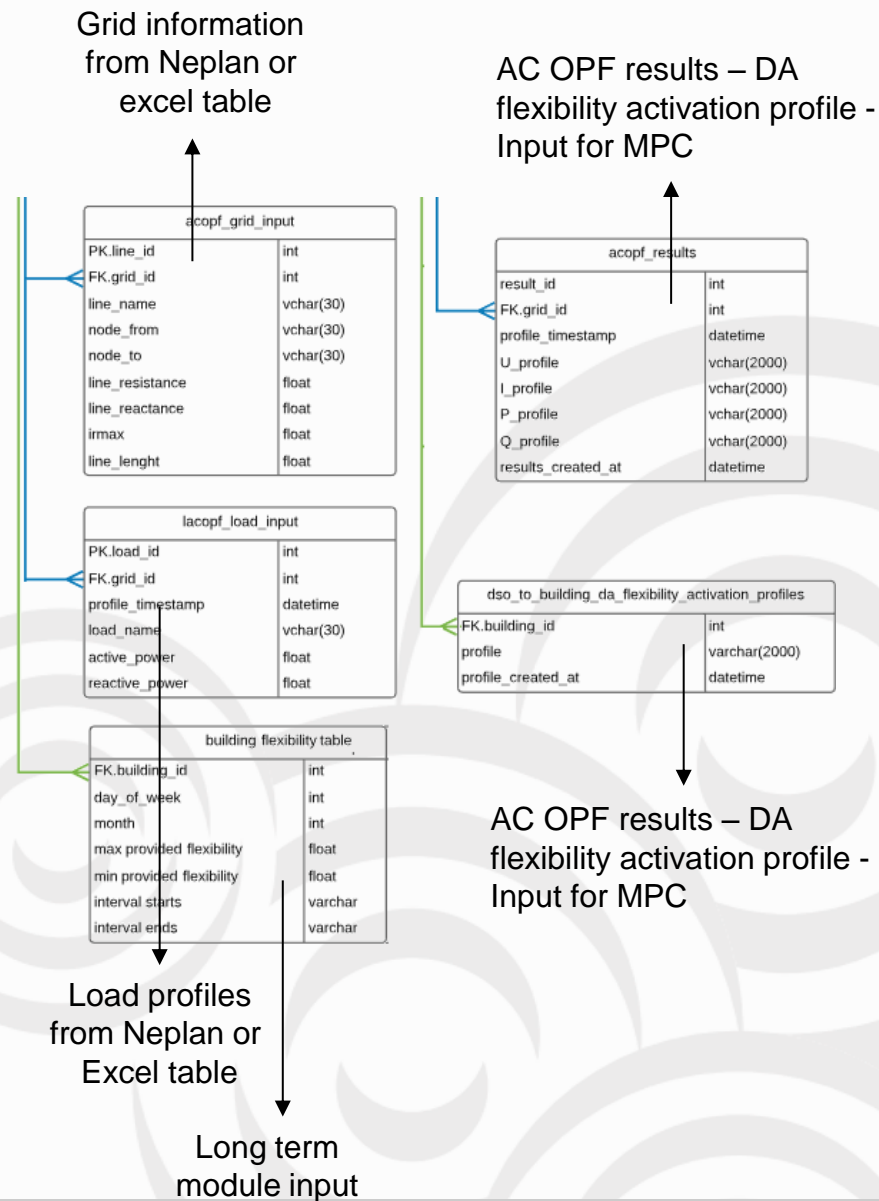 Grid information
from Neplan or
excel table
AC OPF results – DA
flexibility activation profile -
Input for MPC
acopf_grid_input
PK.line_id int
FK.grid_id int
line_name vchar(30)
node_from vchar(30)
node_to vchar(30)
line_resistance float
line_reactance float
irmax float
line_lenght float
acopf_results
result_id int
FK.grid_id int
profile_timestamp datetime
U_profile vchar(2000)
I_profile vchar(2000)
P_profile vchar(2000)
Q_profile vchar(2000)
results_created_at datetime
lacopf_load_input
PK.load_id int
FK.grid_id int
profile_timestamp datetime
load_name vchar(30)
active_power float
reactive_power float
dso_to_building_da_flexibility_activation_profiles
FK.building_id int
profile varchar(2000)
profile_created_at datetime
building flexibility table
FK.building_id int
day_of_week int
month int
max provided flexibility float
min provided flexibility float
interval starts varchar
interval ends varchar
AC OPF results – DA
flexibility activation profile -
Input for MPC
Load profiles
from Neplan or
Excel table
Long term
module input